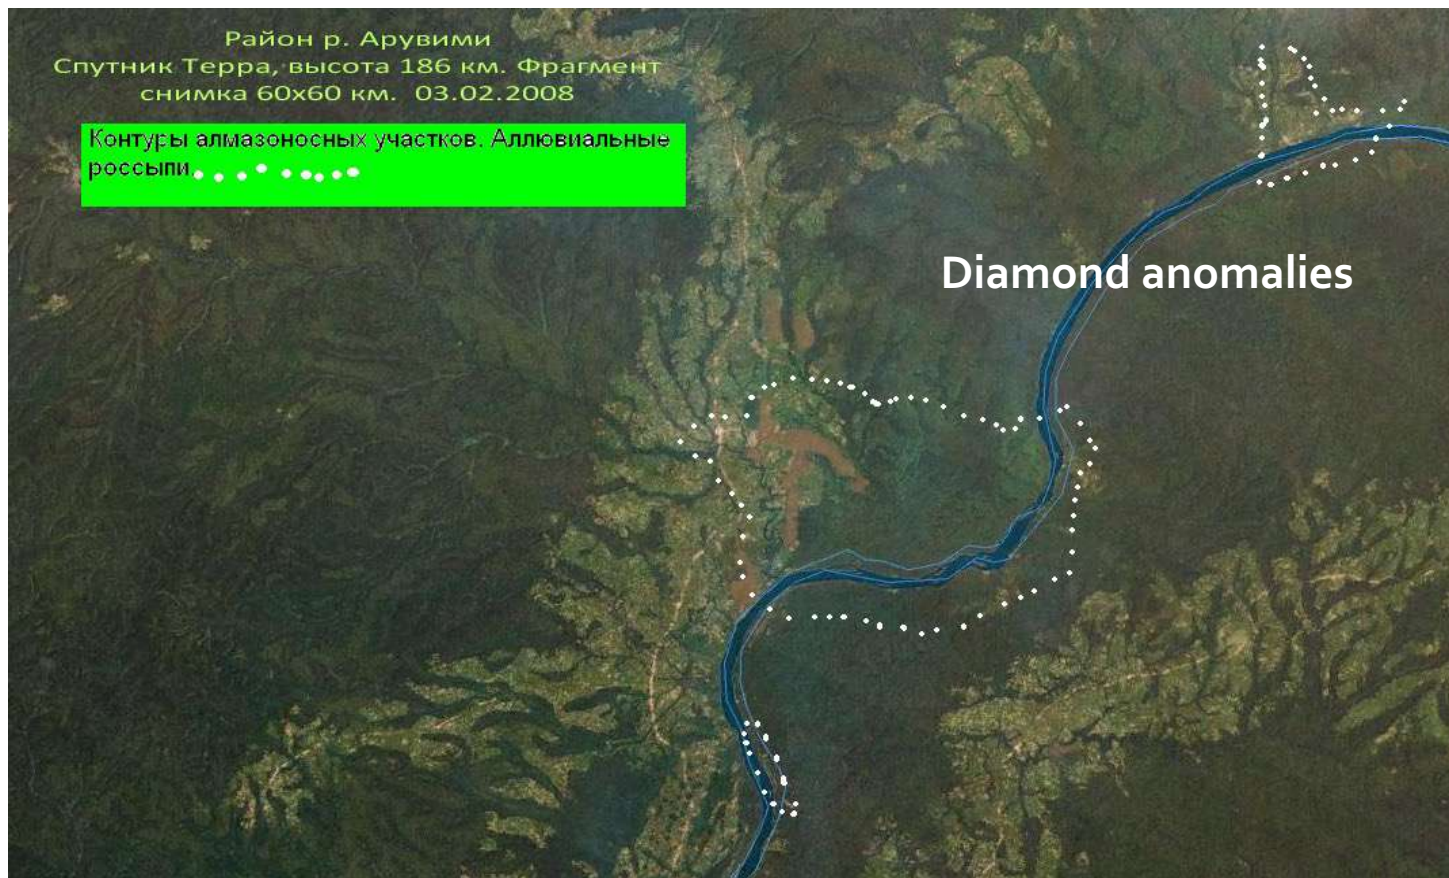 Район р. Арувими
Спутник Терра, высота 186 км. Фрагмент
снимка 60х60 км. 03.02.2008
Контуры алмазоносных участков. Аллювиальные
россыпи.
Diamond anomalies